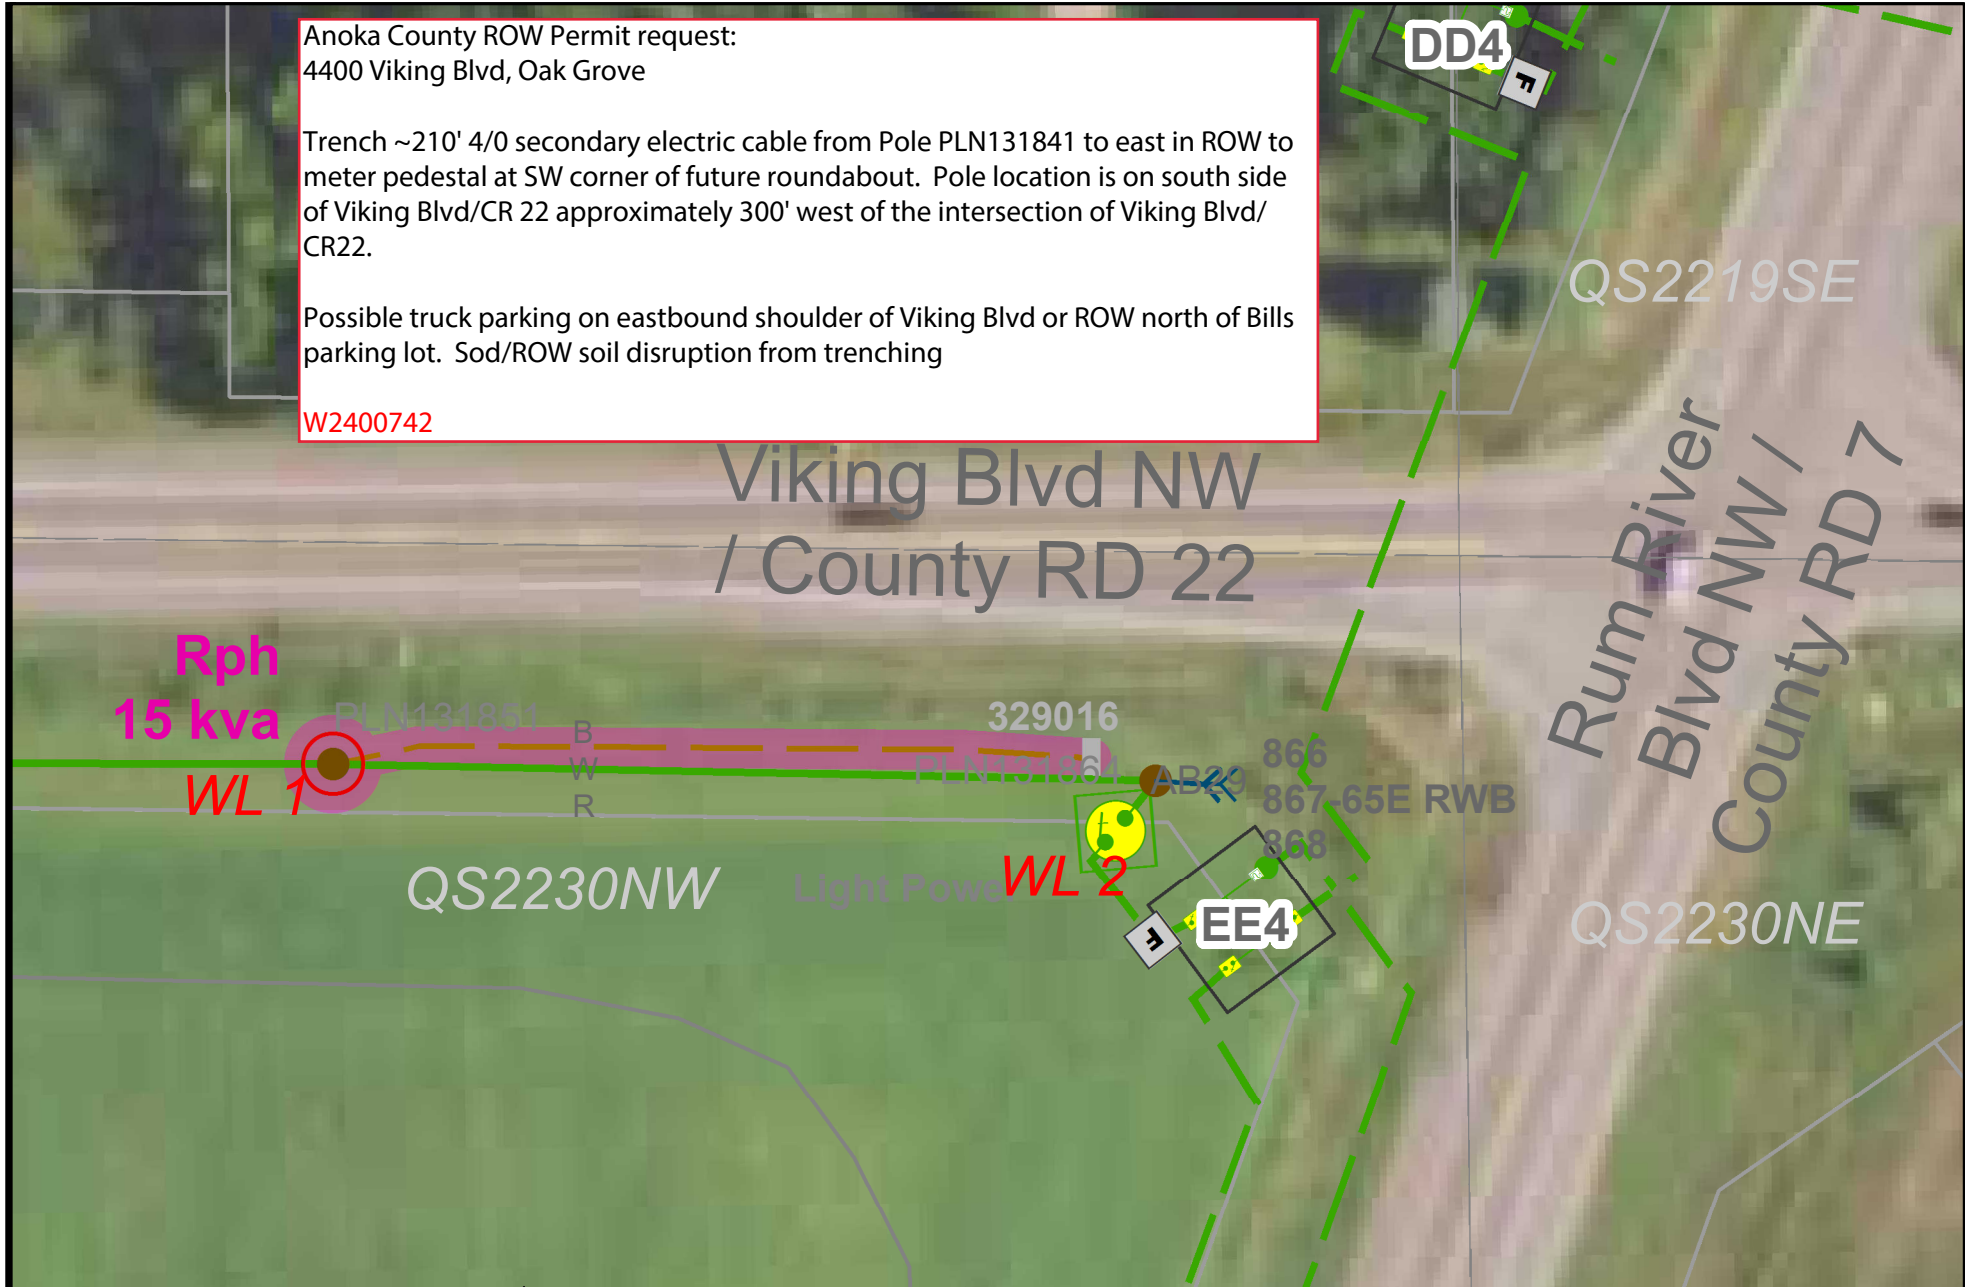 Anoka County ROW Permit request:
4400 Viking Blvd, Oak Grove
Trench ~210' 4/0 secondary electric cable from Pole PLN131841 to east in ROW to
meter pedestal at SW corner of future roundabout.  Pole location is on south side
of Viking Blvd/CR 22 approximately 300' west of the intersection of Viking Blvd/
CR22.
Possible truck parking on eastbound shoulder of Viking Blvd or ROW north of Bills
parking lot.  Sod/ROW soil disruption from trenching
W2400742
DD4
F
QS2219SE
Viking Blvd NW
/ County RD 22
Rum River
Blvd NW /
County RD 7
Rph
15 kva
PLN131851
WL 1
B
W
R
329016
PLN131864
AB29
866
867-65E RWB
868
WL 2
Light Powe
QS2230NW
EE4
F
QS2230NE